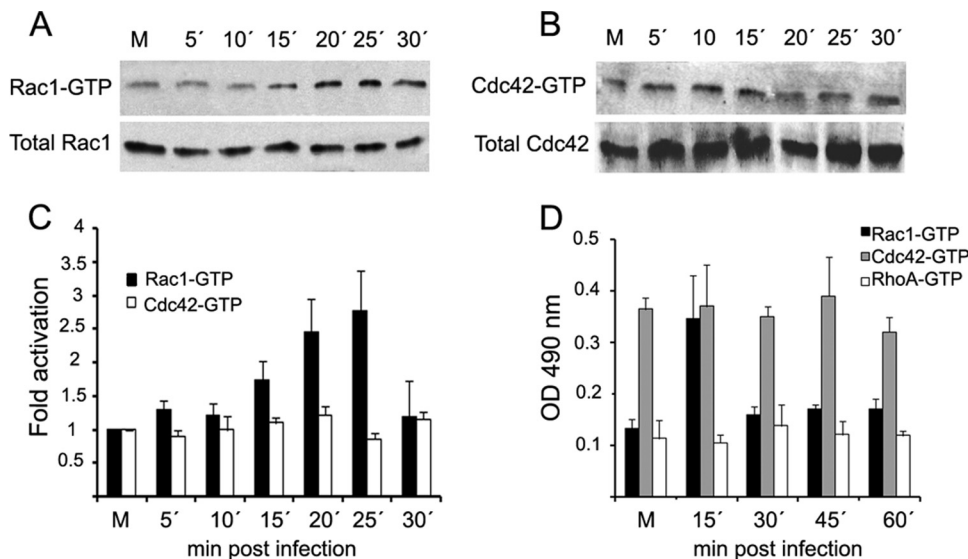 A
M 5´ 10´ 15´ 20´ 25´ 30´
Rac1-GTP
Total Rac1
B
M 5´ 10 15´ 20´ 25´ 30´
Cdc42-GTP
Total Cdc42
C
4
3.5
3
2.5
2
1.5
1
0.5
Fold activation
Rac1-GTP
Cdc42-GTP
M 5´ 10´ 15´ 20´ 25´ 30´
min post infection
D
0.5
0.4
0.3
0.2
0.1
OD 490 nm
Rac1-GTP
Cdc42-GTP
RhoA-GTP
M 15´ 30´ 45´ 60´
min post infection